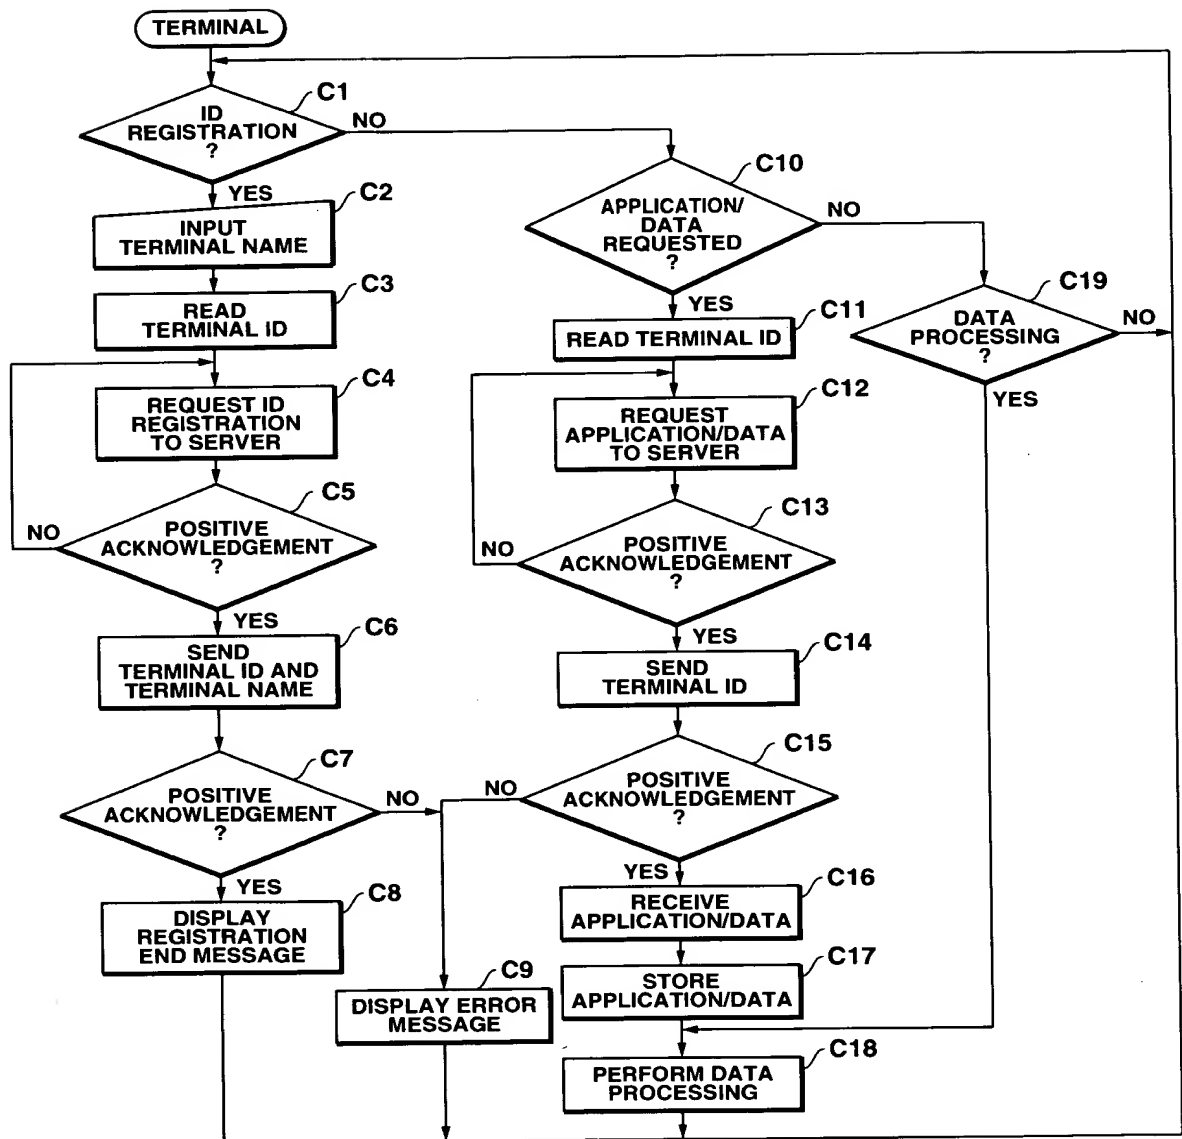 TERMINAL
C1
ID
REGISTRATION
?
NO
YES
C2
INPUT
TERMINAL NAME
C3
READ
TERMINAL ID
C4
REQUEST ID
REGISTRATION
TO SERVER
C5
NO
POSITIVE
ACKNOWLEDGEMENT
?
YES
C6
SEND
TERMINAL ID AND
TERMINAL NAME
C7
POSITIVE
ACKNOWLEDGEMENT
?
NO
YES
C8
DISPLAY
REGISTRATION
END MESSAGE
C9
DISPLAY ERROR
MESSAGE
C10
APPLICATION/
DATA
REQUESTED
?
NO
YES
C11
READ TERMINAL ID
C12
REQUEST
APPLICATION/DATA
TO SERVER
C13
NO
POSITIVE
ACKNOWLEDGEMENT
?
YES
C14
SEND
TERMINAL ID
C15
NO
POSITIVE
ACKNOWLEDGEMENT
?
YES
C16
RECEIVE
APPLICATION/DATA
C17
STORE
APPLICATION/DATA
C18
PERFORM DATA
PROCESSING
C19
DATA
PROCESSING
?
NO
YES